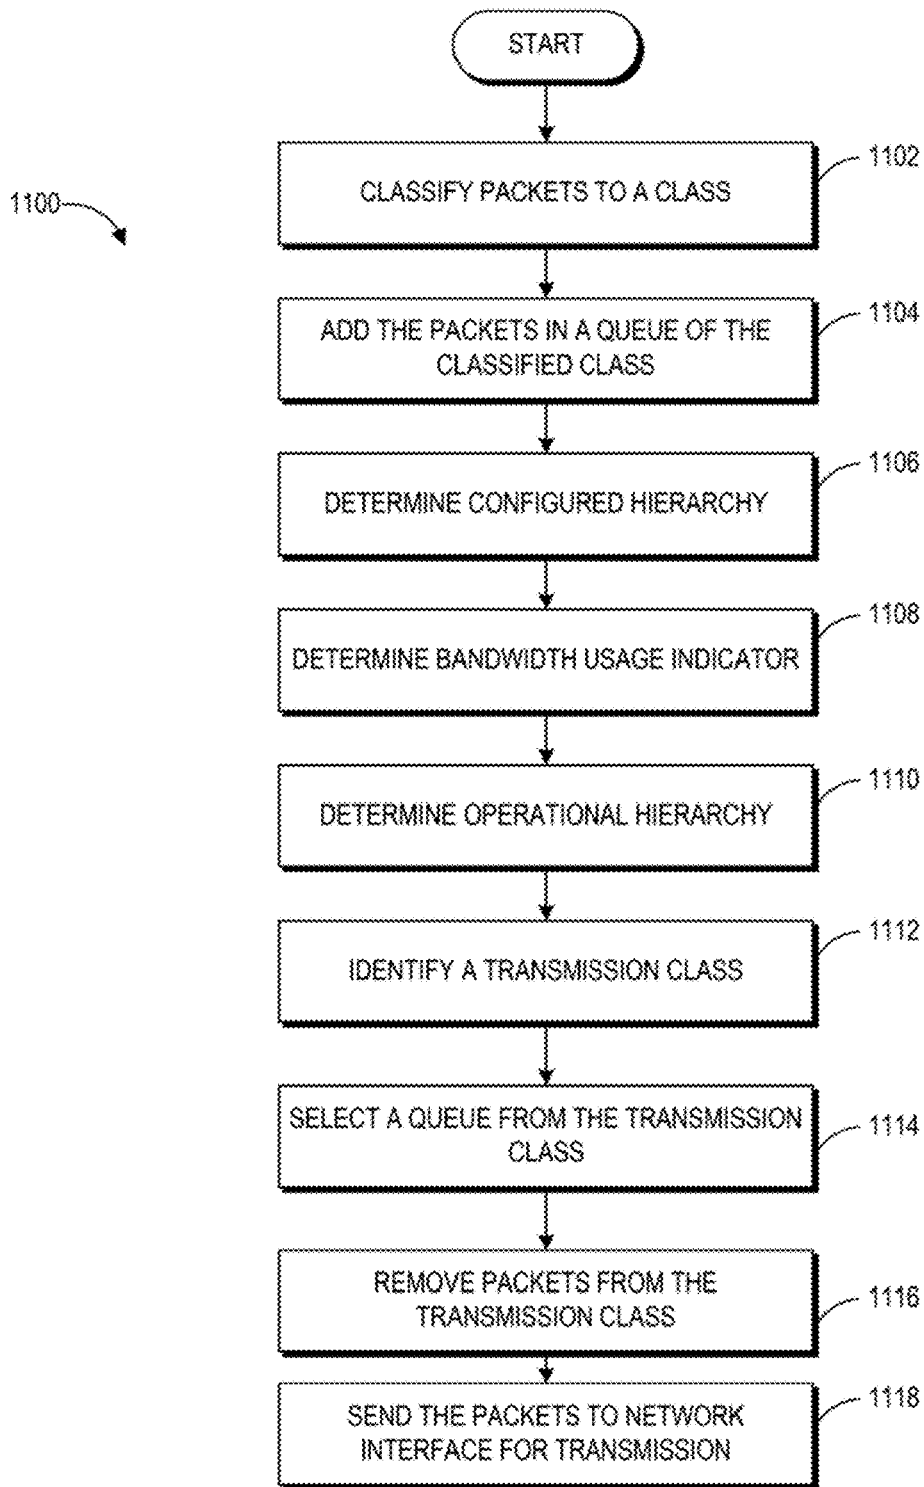 START
1100
CLASSIFY PACKETS TO A CLASS
1102
ADD THE PACKETS IN A QUEUE OF THE
CLASSIFIED CLASS
1104
DETERMINE CONFIGURED HIERARCHY
1106
DETERMINE BANDWIDTH USAGE INDICATOR
1108
DETERMINE OPERATIONAL HIERARCHY
1110
IDENTIFY A TRANSMISSION CLASS
1112
SELECT A QUEUE FROM THE TRANSMISSION
CLASS
1114
REMOVE PACKETS FROM THE
TRANSMISSION CLASS
1116
SEND THE PACKETS TO NETWORK
INTERFACE FOR TRANSMISSION
1118